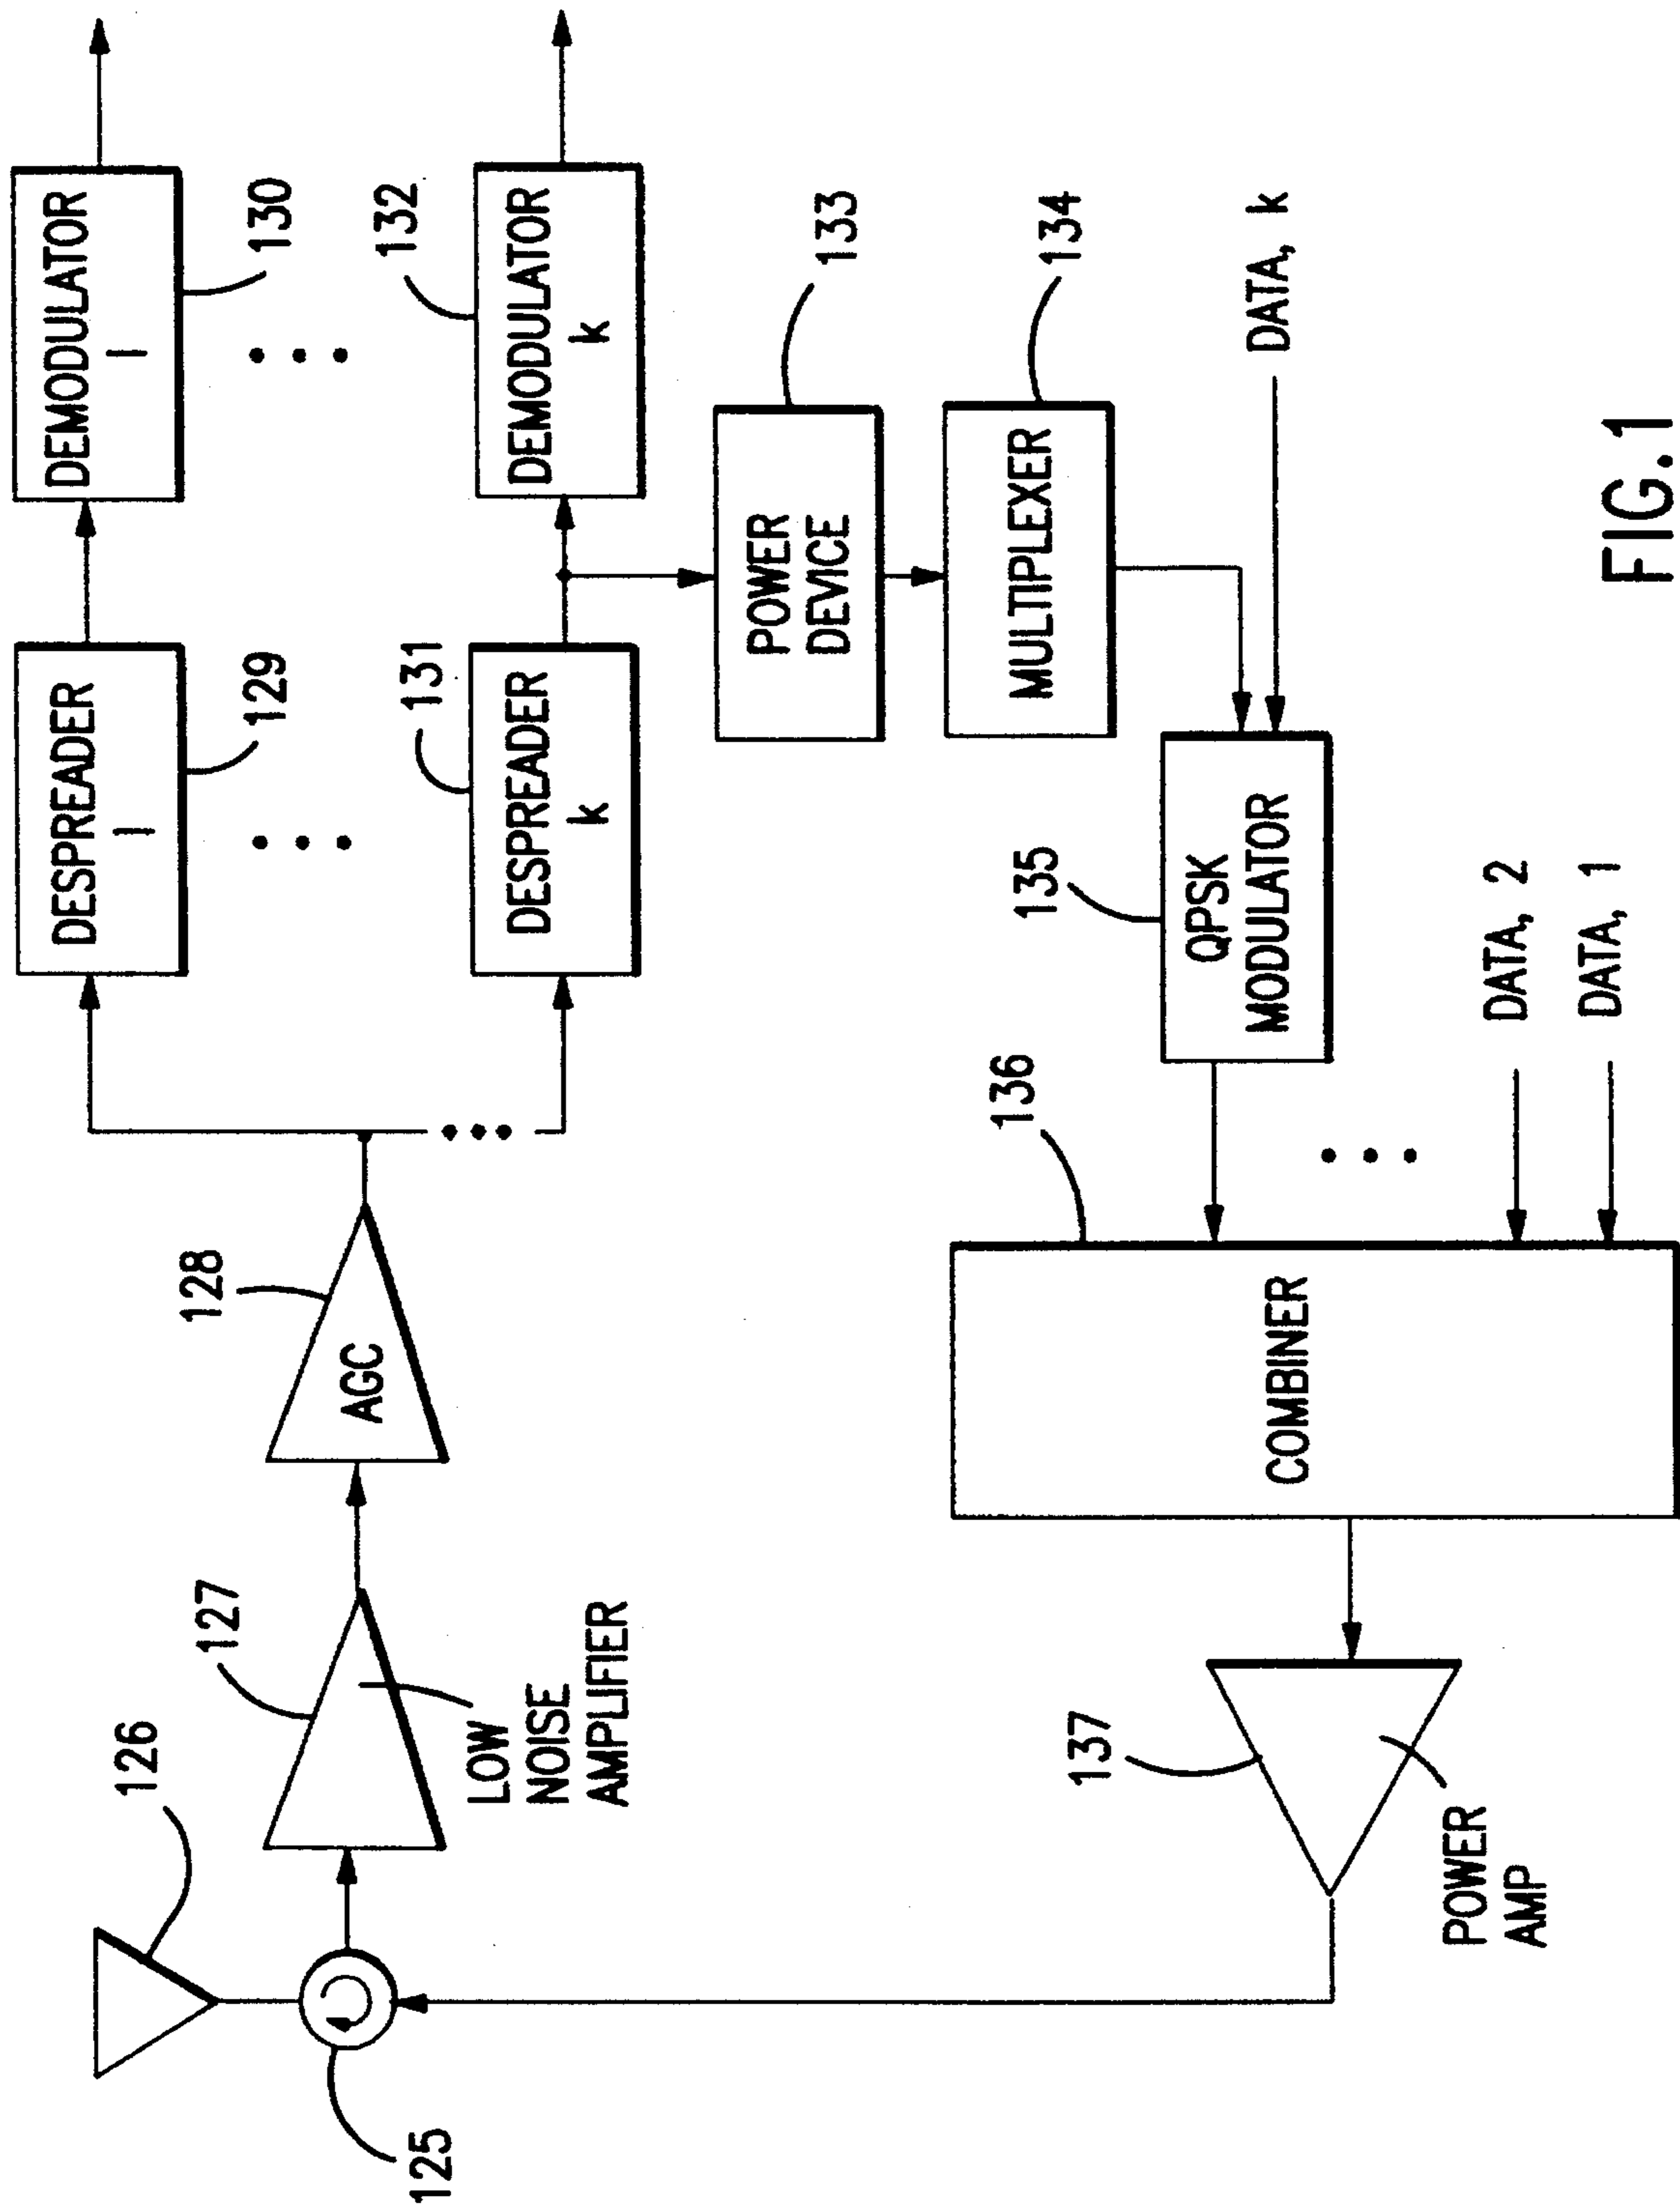 126
125
127
LOW
NOISE
AMPLIFIER
128
AGC
DESPREADER
1
129
DEMODULATOR
1
130
131
DESPREADER
k
132
DEMODULATOR
k
POWER
DEVICE
133
MULTIPLEXER
134
DATA, k
135
QPSK
MODULATOR
136
COMBINER
DATA, 2
DATA, 1
137
POWER
AMP
FIG.1